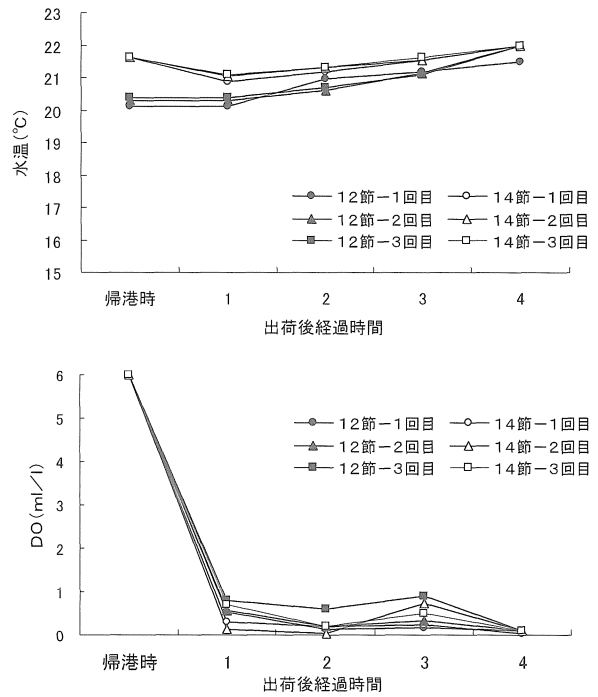 23
22
21
20
19
18
17
16
15
水温(℃)
12節－1回目 14節－1回目
12節－2回目 14節－2回目
12節－3回目 14節－3回目
帰港時 1 2 3 4
出荷後経過時間
6
5
4
3
2
1
0
DO(ml／l)
12節－1回目 14節－1回目
12節－2回目 14節－2回目
12節－3回目 14節－3回目
帰港時 1 2 3 4
出荷後経過時間